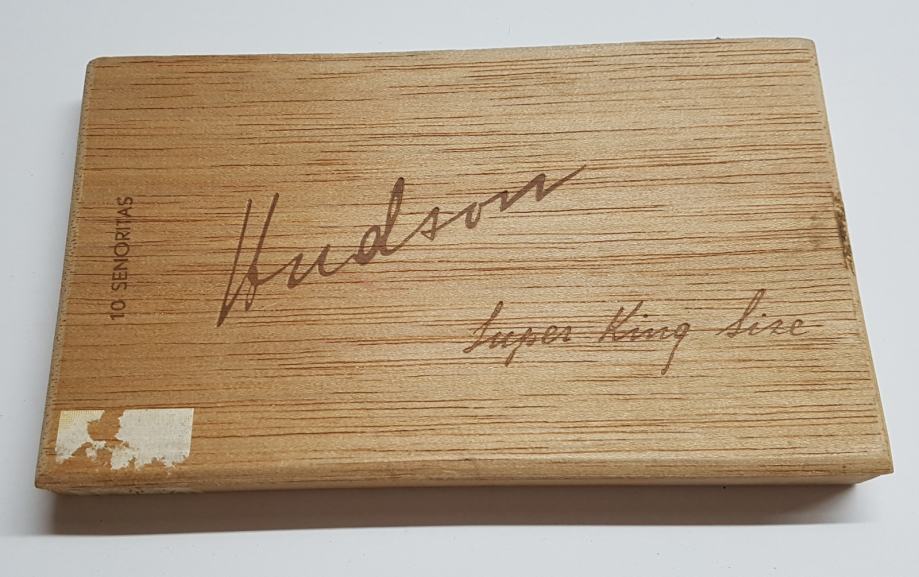 10 SENORITAS
Hudson
Super King Size